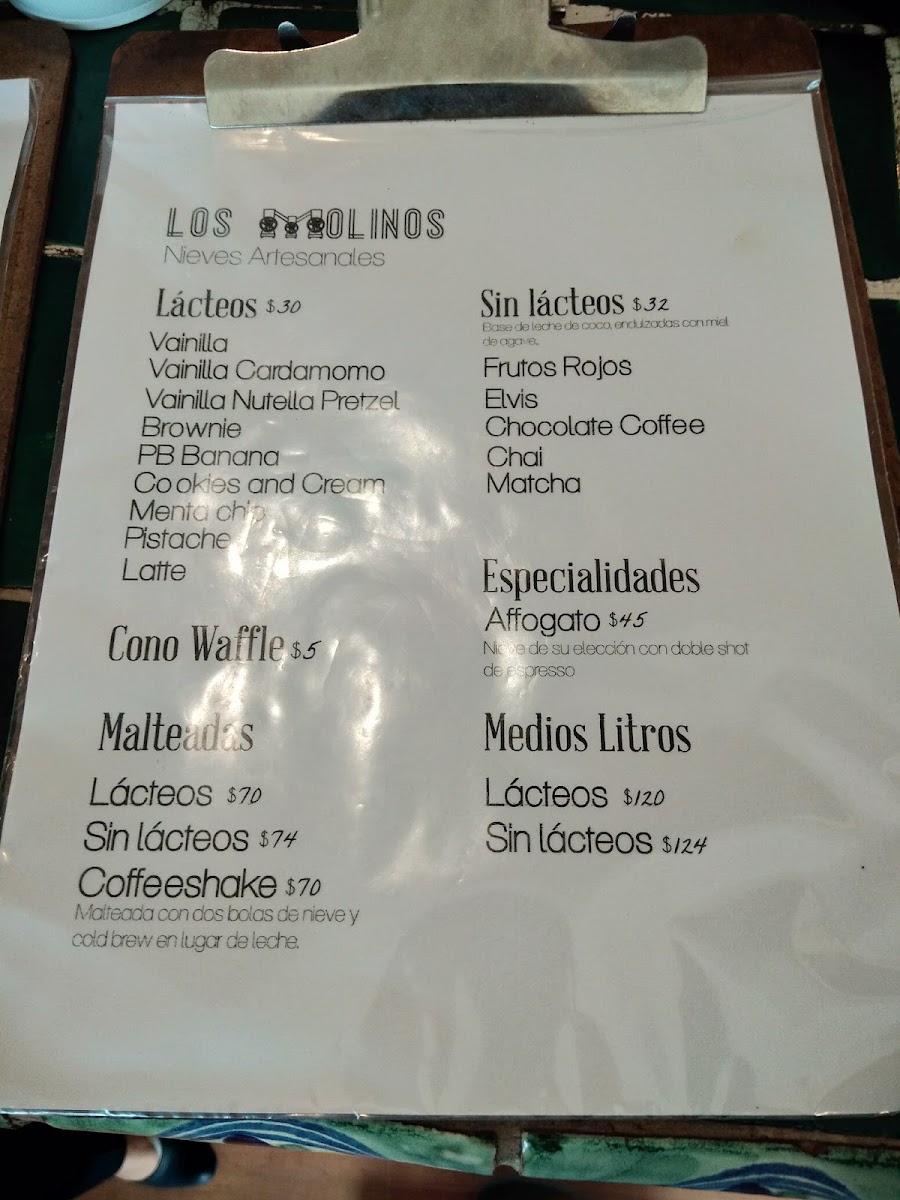 LOS MOLINOS
Nieves Artesanales
Lácteos $30
Vainilla
Vainilla Cardamomo
Vainilla Nutella Pretzel
Brownie
PB Banana
Cookies and Cream
Menta chip
Pistache
Latte
Cono Waffle $5
Malteadas
Lácteos $70
Sin lácteos $74
Coffeeshake $70
Malteada con dos bolas de nieve y
cold brew en lugar de leche.
Sin lácteos $32
Base de leche de coco, endulzadas con miel
de agave.
Frutos Rojos
Elvis
Chocolate Coffee
Chai
Matcha
Especialidades
Affogato $45
Nieve de su elección con doble shot
de espresso
Medios Litros
Lácteos $120
Sin lácteos $124